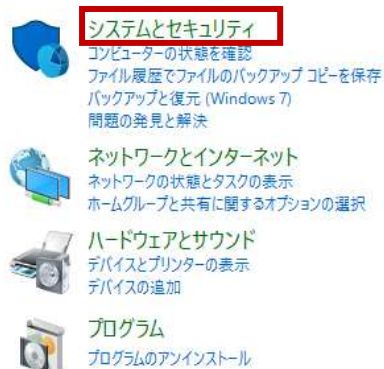 システムとセキュリティ
コンピューターの状態を確認
ファイル履歴でファイルのバックアップ コピーを保存
バックアップと復元 (Windows 7)
問題の発見と解決
ネットワークとインターネット
ネットワークの状態とタスクの表示
ホームグループと共有に関するオプションの選択
ハードウェアとサウンド
デバイスとプリンターの表示
デバイスの追加
プログラム
プログラムのアンインストール